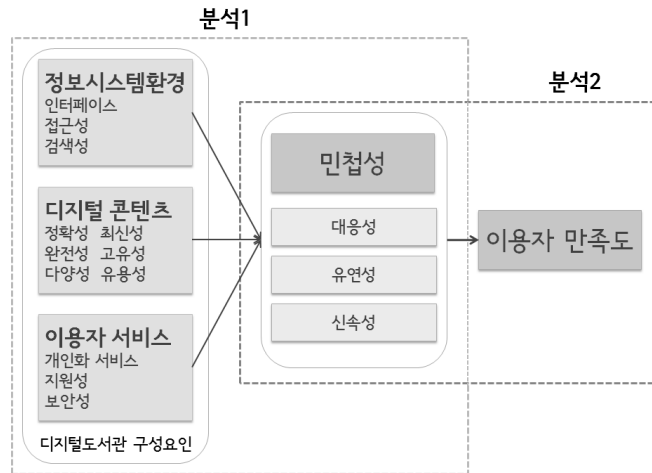 분석1
분석2
정보시스템환경
인터페이스
접근성
검색성
디지털 콘텐츠
정확성 최신성
완전성 고유성
다양성 유용성
이용자 서비스
개인화 서비스
지원성
보안성
디지털도서관 구성요인
민첩성
대응성
유연성
신속성
이용자 만족도